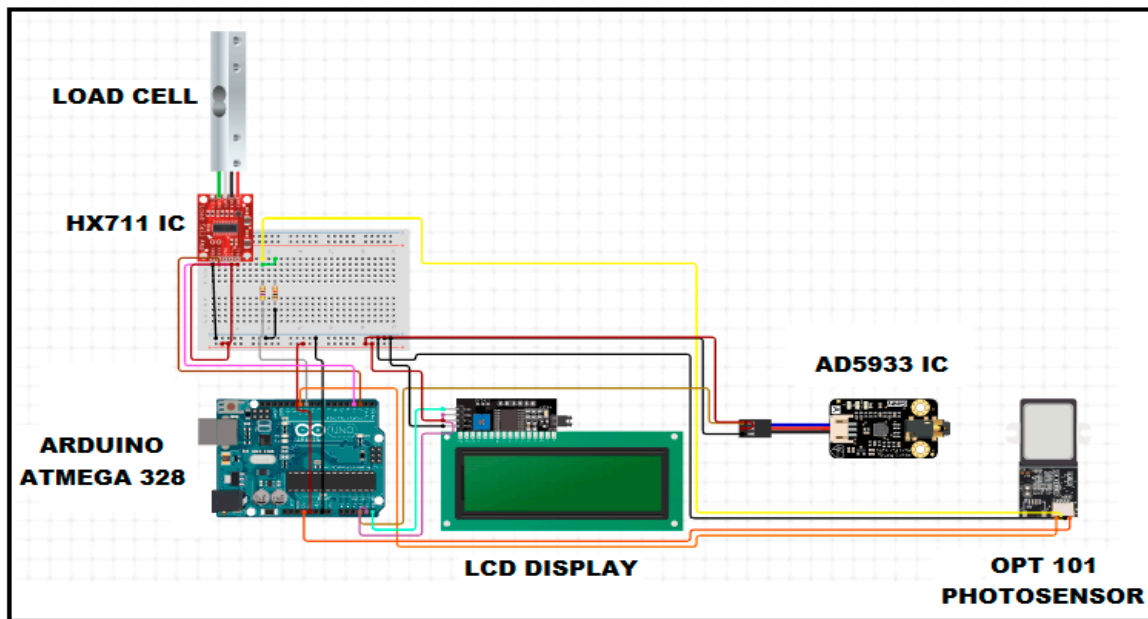 LOAD CELL
HX711 IC
AD5933 IC
ARDUINO
ATMEGA 328
LCD DISPLAY
OPT 101
PHOTOSENSOR